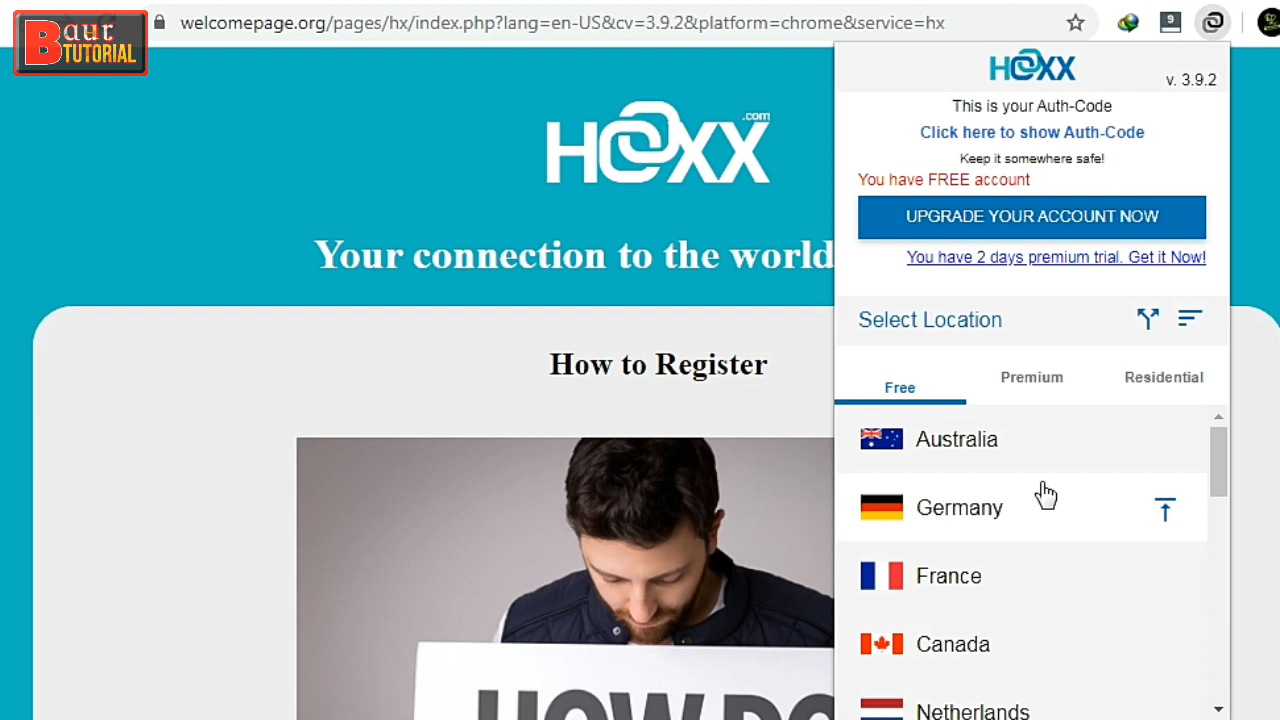 Baur
TUTORIAL
welcomepage.org/pages/hx/index.php?lang=en-US&cv=3.9.2&platform=chrome&service=hx
9
HOXX.com
Your connection to the world
How to Register
HOW DO
HOXX
v. 3.9.2
This is your Auth-Code
Click here to show Auth-Code
Keep it somewhere safe!
You have FREE account
UPGRADE YOUR ACCOUNT NOW
You have 2 days premium trial. Get it Now!
Select Location
Free
Premium
Residential
Australia
Germany
France
Canada
Netherlands